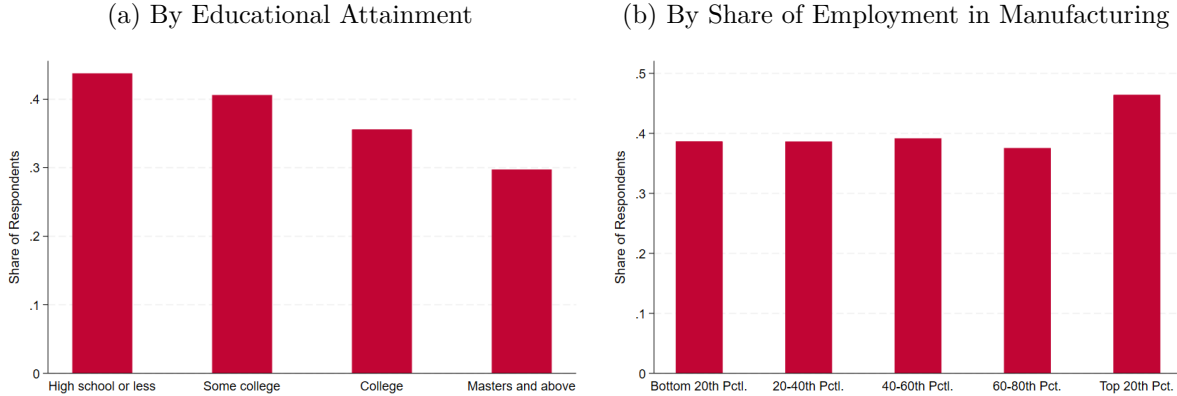 (a) By Educational Attainment
Share of Respondents
.4
.3
.2
.1
0
High school or less
Some college
College
Masters and above
(b) By Share of Employment in Manufacturing
Share of Respondents
.5
.4
.3
.2
.1
0
Bottom 20th Pctl.
20-40th Pctl.
40-60th Pctl.
60-80th Pct.
Top 20th Pct.